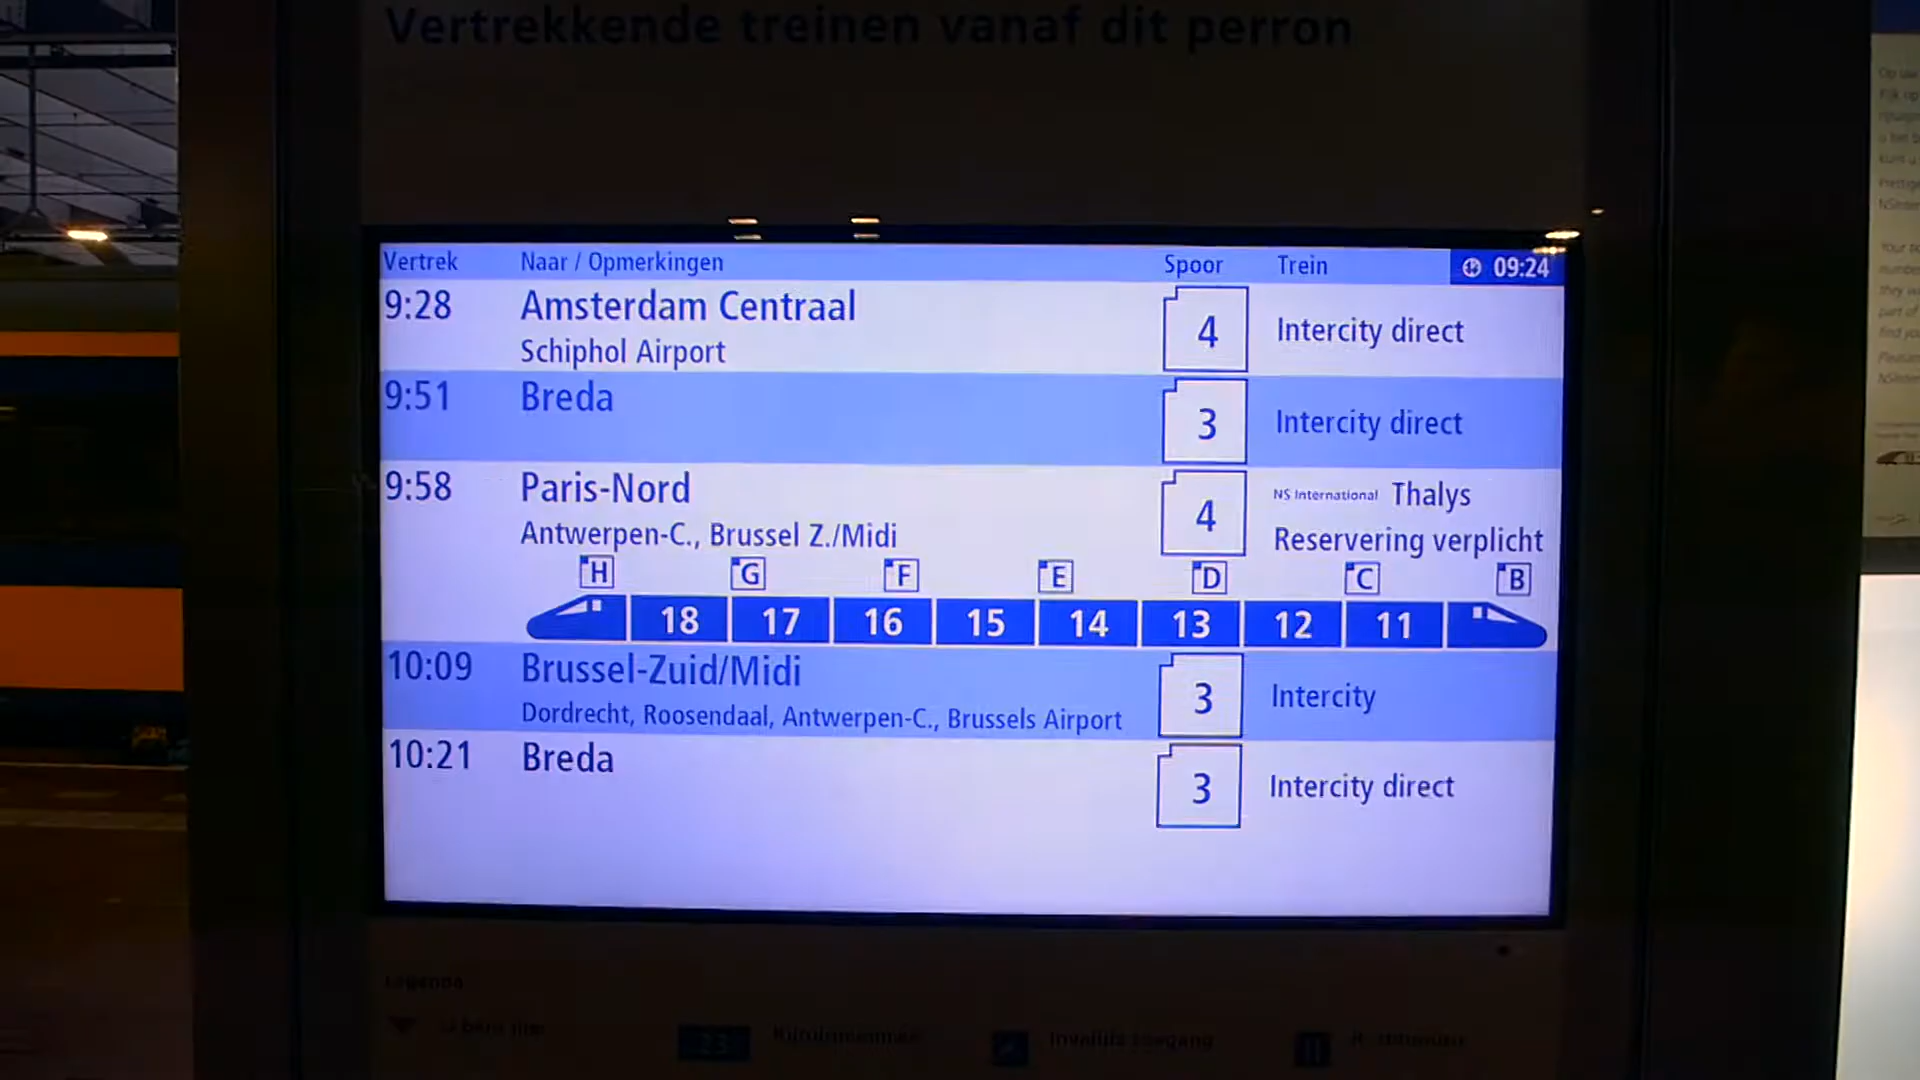 Vertrekkende treinen vanaf dit perron
Vertrek Naar / Opmerkingen Spoor Trein 09:24
9:28 Amsterdam Centraal 4 Intercity direct
Schiphol Airport
9:51 Breda 3 Intercity direct
9:58 Paris-Nord 4 NS International Thalys
Antwerpen-C., Brussel Z./Midi Reservering verplicht
H G F E D C B
18 17 16 15 14 13 12 11
10:09 Brussel-Zuid/Midi 3 Intercity
Dordrecht, Roosendaal, Antwerpen-C., Brussels Airport
10:21 Breda 3 Intercity direct
Legenda